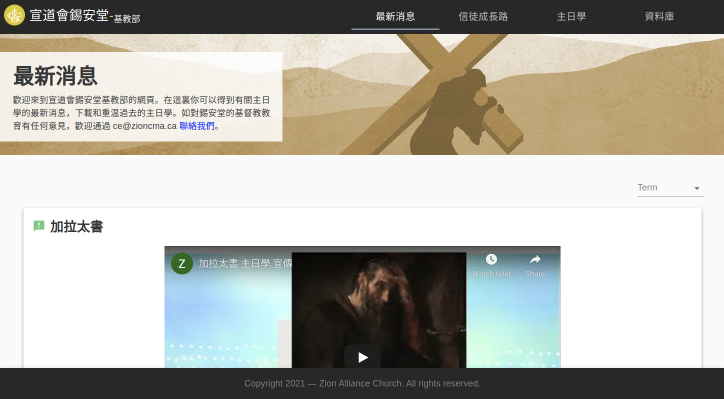 宣道會錫安堂-基教部
最新消息 信徒成長路 主日學 資料庫
最新消息
歡迎來到宣道會錫安堂基教部的網頁。在這裏你可以得到有關主日
學的最新消息，下載和重溫過去的主日學。如對錫安堂的基督教教
育有任何意見，歡迎通過 ce@zioncma.ca 聯絡我們。
Term
加拉太書
Z 加拉太書 主日學 宣傳
Watch later Share
Copyright 2021 — Zion Alliance Church. All rights reserved.